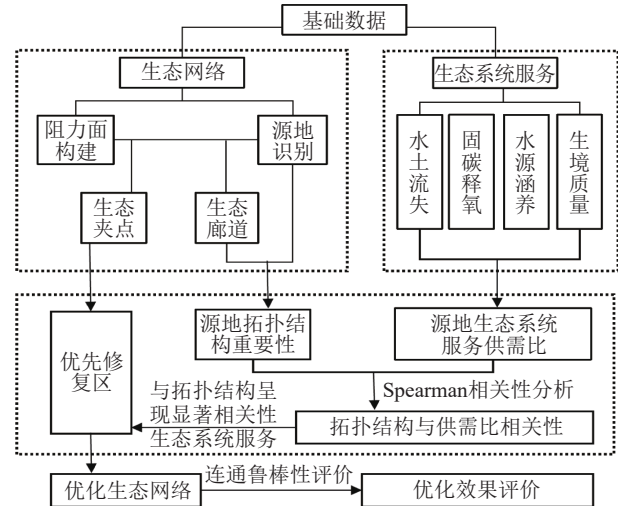 基础数据
生态网络
生态系统服务
阻力面
构建
源地
识别
水土流失
固碳释氧
水源涵养
生境质量
生态
夹点
生态
廊道
优先修
复区
源地拓扑结
构重要性
源地生态系统
服务供需比
Spearman相关性分析
与拓扑结构呈
现显著相关性
生态系统服务
拓扑结构与供需比相关性
优化生态网络
连通鲁棒性评价
优化效果评价